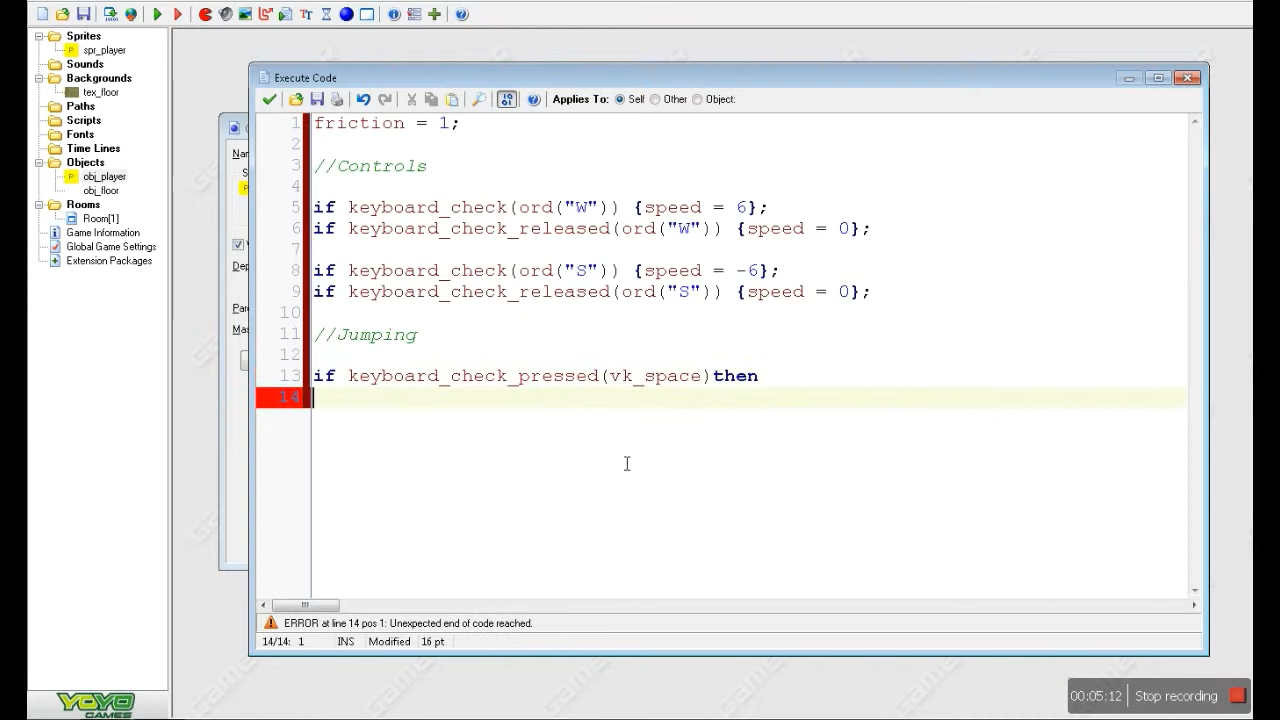 Sprites
spr_player
Sounds
Backgrounds
tex_floor
Paths
Scripts
Fonts
Time Lines
Objects
obj_player
obj_floor
Rooms
Room[1]
Game Information
Global Game Settings
Extension Packages
YOYO
GAMES
Execute Code
Applies To: Self Other Object
1 friction = 1;
2
3 //Controls
4
5 if keyboard_check(ord("W")) {speed = 6};
6 if keyboard_check_released(ord("W")) {speed = 0};
7
8 if keyboard_check(ord("S")) {speed = -6};
9 if keyboard_check_released(ord("S")) {speed = 0};
10
11 //Jumping
12
13 if keyboard_check_pressed(vk_space)then
14
ERROR at line 14 pos 1: Unexpected end of code reached.
14/14: 1 INS Modified 16 pt
00:05:12 Stop recording